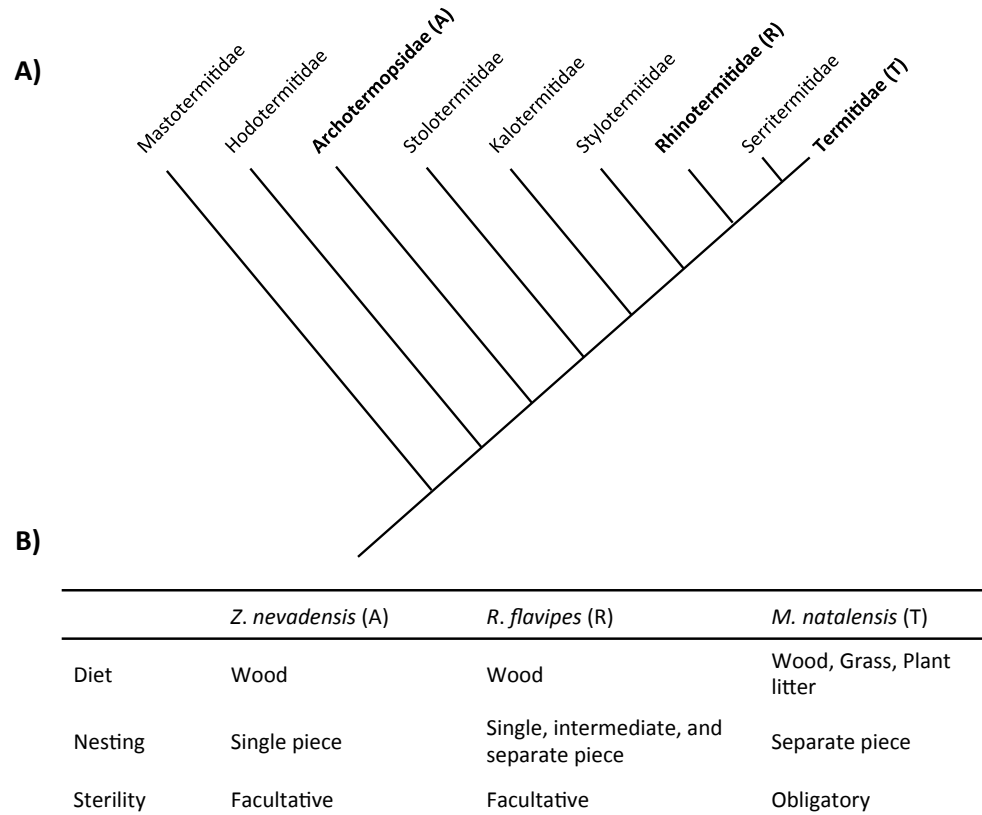 A)
Mastotermitidae
Hodotermitidae
Archotermopsidae (A)
Stolotermitidae
Kalotermitidae
Stylotermitidae
Rhinotermitidae (R)
Serritermitidae
Termitidae (T)
B)
Z. nevadensis (A) R. flavipes (R) M. natalensis (T)
Diet Wood Wood Wood, Grass, Plant
litter
Nesting Single piece Single, intermediate, and
separate piece Separate piece
Sterility Facultative Facultative Obligatory